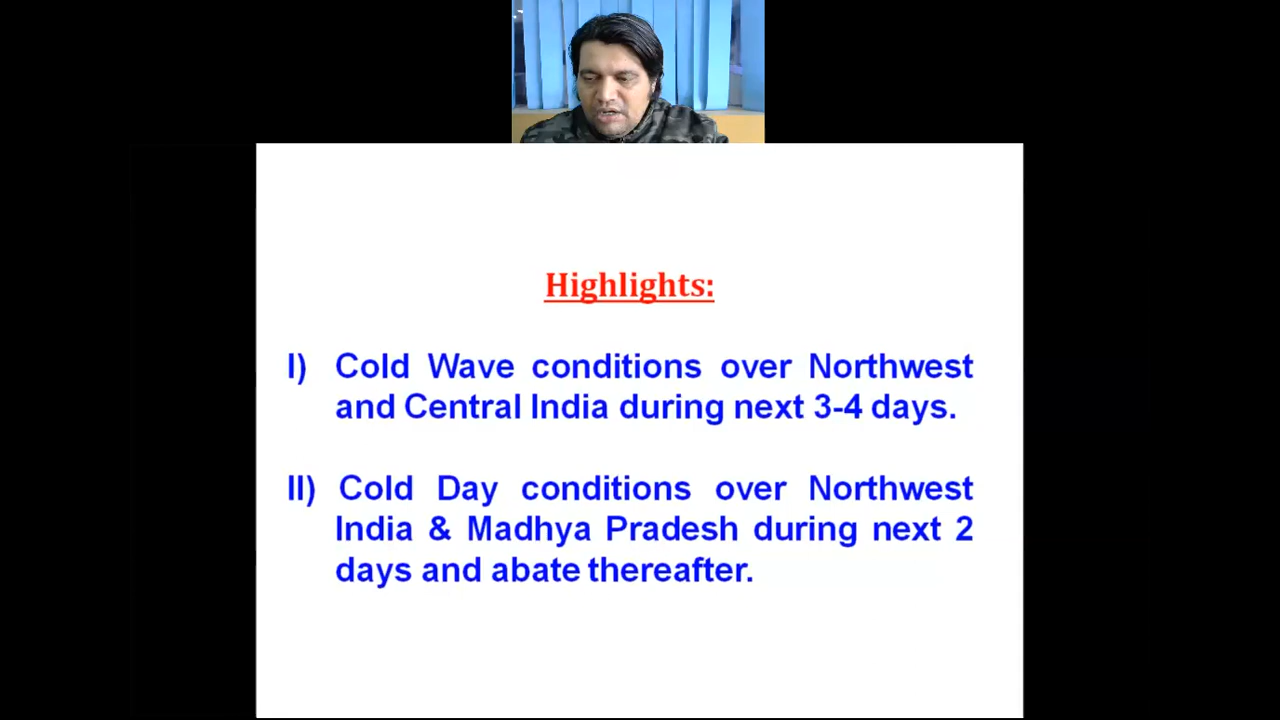 Highlights:
I) Cold Wave conditions over Northwest
and Central India during next 3-4 days.
II) Cold Day conditions over Northwest
India & Madhya Pradesh during next 2
days and abate thereafter.